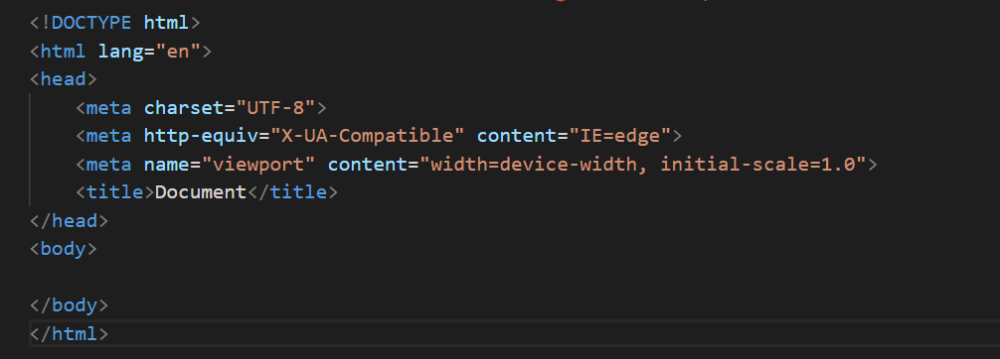 <!DOCTYPE html>
<html lang="en">
<head>
    <meta charset="UTF-8">
    <meta http-equiv="X-UA-Compatible" content="IE=edge">
    <meta name="viewport" content="width=device-width, initial-scale=1.0">
    <title>Document</title>
</head>
<body>

</body>
</html>